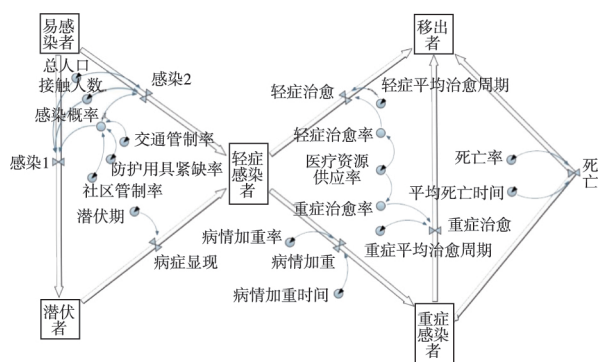 易感
染者
总人口
接触人数
感染概率
感染1
感染2
交通管制率
防护用具紧缺率
社区管制率
潜伏期
病症显现
潜伏
者
轻症
感染
者
移出
者
轻症治愈
轻症平均治愈周期
轻症治愈率
医疗资源
供应率
重症治愈率
重症治愈
重症平均治愈周期
病情加重率
病情加重
病情加重时间
死亡率
平均死亡时间
死
亡
重症
感染者